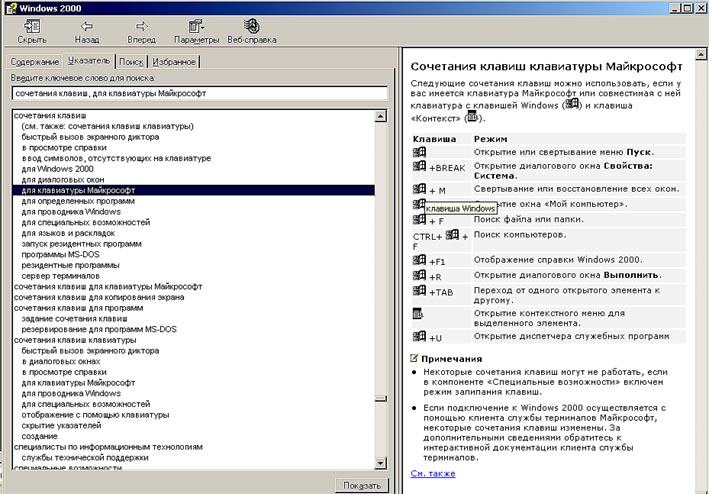 Windows 2000
Скрыть Назад Вперед Параметры Веб-справка
Содержание Указатель Поиск Избранное
Введите ключевое слово для поиска:
сочетания клавиш, для клавиатуры Майкрософт
сочетания клавиш
(см. также: сочетания клавиш клавиатуры)
быстрый вызов экранного диктора
в просмотре справки
ввод символов, отсутствующих на клавиатуре
для Windows 2000
для диалоговых окон
для клавиатуры Майкрософт
для определенных программ
для проводника Windows
для специальных возможностей
для языков и раскладок
запуск резидентных программ
программы MS-DOS
резидентные программы
сервер терминалов
сочетания клавиш для клавиатуры Майкрософт
сочетания клавиш для копирования экрана
сочетания клавиш для программ
задание сочетания клавиш
резервирование для программ MS-DOS
сочетания клавиш клавиатуры
быстрый вызов экранного диктора
в диалоговых окнах
в просмотре справки
для клавиатуры Майкрософт
для проводника Windows
для специальных возможностей
отображение с помощью клавиатуры
скрытие указателей
создание
специалисты по информационным технологиям
службы технической поддержки
специальные возможности
Показать
Сочетания клавиш клавиатуры Майкрософт
Следующие сочетания клавиш можно использовать, если у
вас имеется клавиатура Майкрософт или совместимая с ней
клавиатура с клавишей Windows ( ) и клавиша
«Контекст» ( ).
Клавиша Режим
Открытие или свертывание меню Пуск.
+BREAK Открытие диалогового окна Свойства:
Система.
+ M Свертывание или восстановление всех окон.
клавиша Windows
тие окна «Мой компьютер».
+ F Поиск файла или папки.
CTRL+ + Поиск компьютеров.
F
+F1 Отображение справки Windows 2000.
+R Открытие диалогового окна Выполнить.
+TAB Переход от одного открытого элемента к
другому.
Открытие контекстного меню для
выделенного элемента.
+U Открытие диспетчера служебных программ
Примечания
• Некоторые сочетания клавиш могут не работать, если
в компоненте «Специальные возможности» включен
режим залипания клавиш.
• Если подключение к Windows 2000 осуществляется с
помощью клиента службы терминалов Майкрософт,
некоторые сочетания клавиш изменены. За
дополнительными сведениями обратитесь к
интерактивной документации клиента службы
терминалов.
См. также